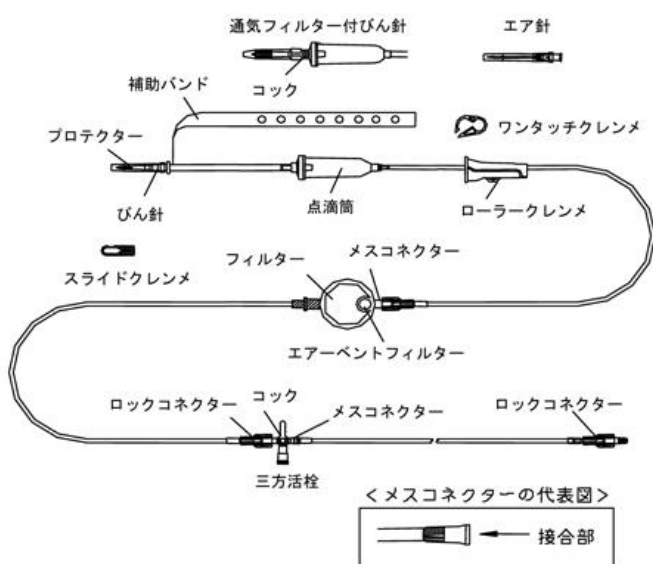 通気フィルター付びん針
エア針
コック
補助バンド
ワンタッチクレンメ
プロテクター
びん針
点滴筒
ローラークレンメ
スライドクレンメ
フィルター
メスコネクター
エアーベントフィルター
ロックコネクター
コック
メスコネクター
ロックコネクター
三方活栓
<メスコネクターの代表図>
接合部